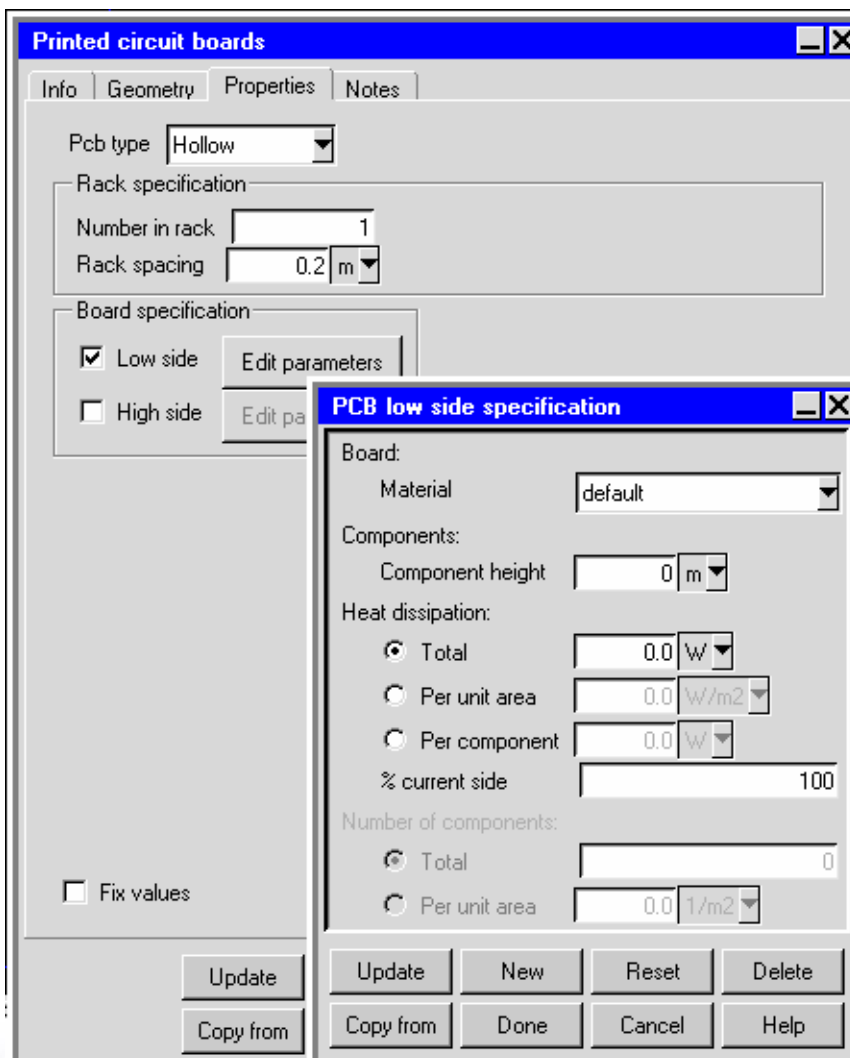 Printed circuit boards
Info Geometry Properties Notes
Pcb type Hollow
Rack specification
Number in rack 1
Rack spacing 0.2 m
Board specification
Low side Edit parameters
High side Edit pa
PCB low side specification
Board:
Material default
Components:
Component height 0 m
Heat dissipation:
Total 0.0 W
Per unit area 0.0 W/m2
Per component 0.0 W
% current side 100
Number of components:
Total 0
Per unit area 0.0 1/m2
Fix values
Update
Copy from
Update New Reset Delete
Copy from Done Cancel Help